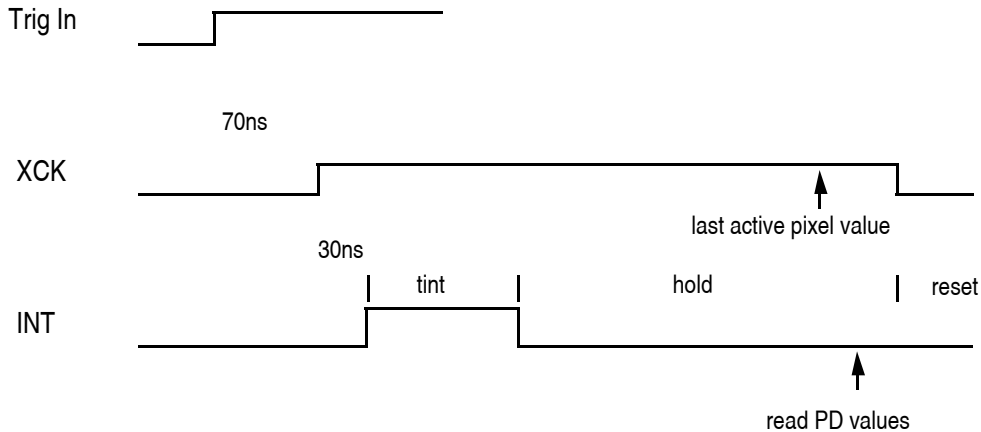 Trig In
70ns
XCK
last active pixel value
30ns
tint
hold
reset
INT
read PD values